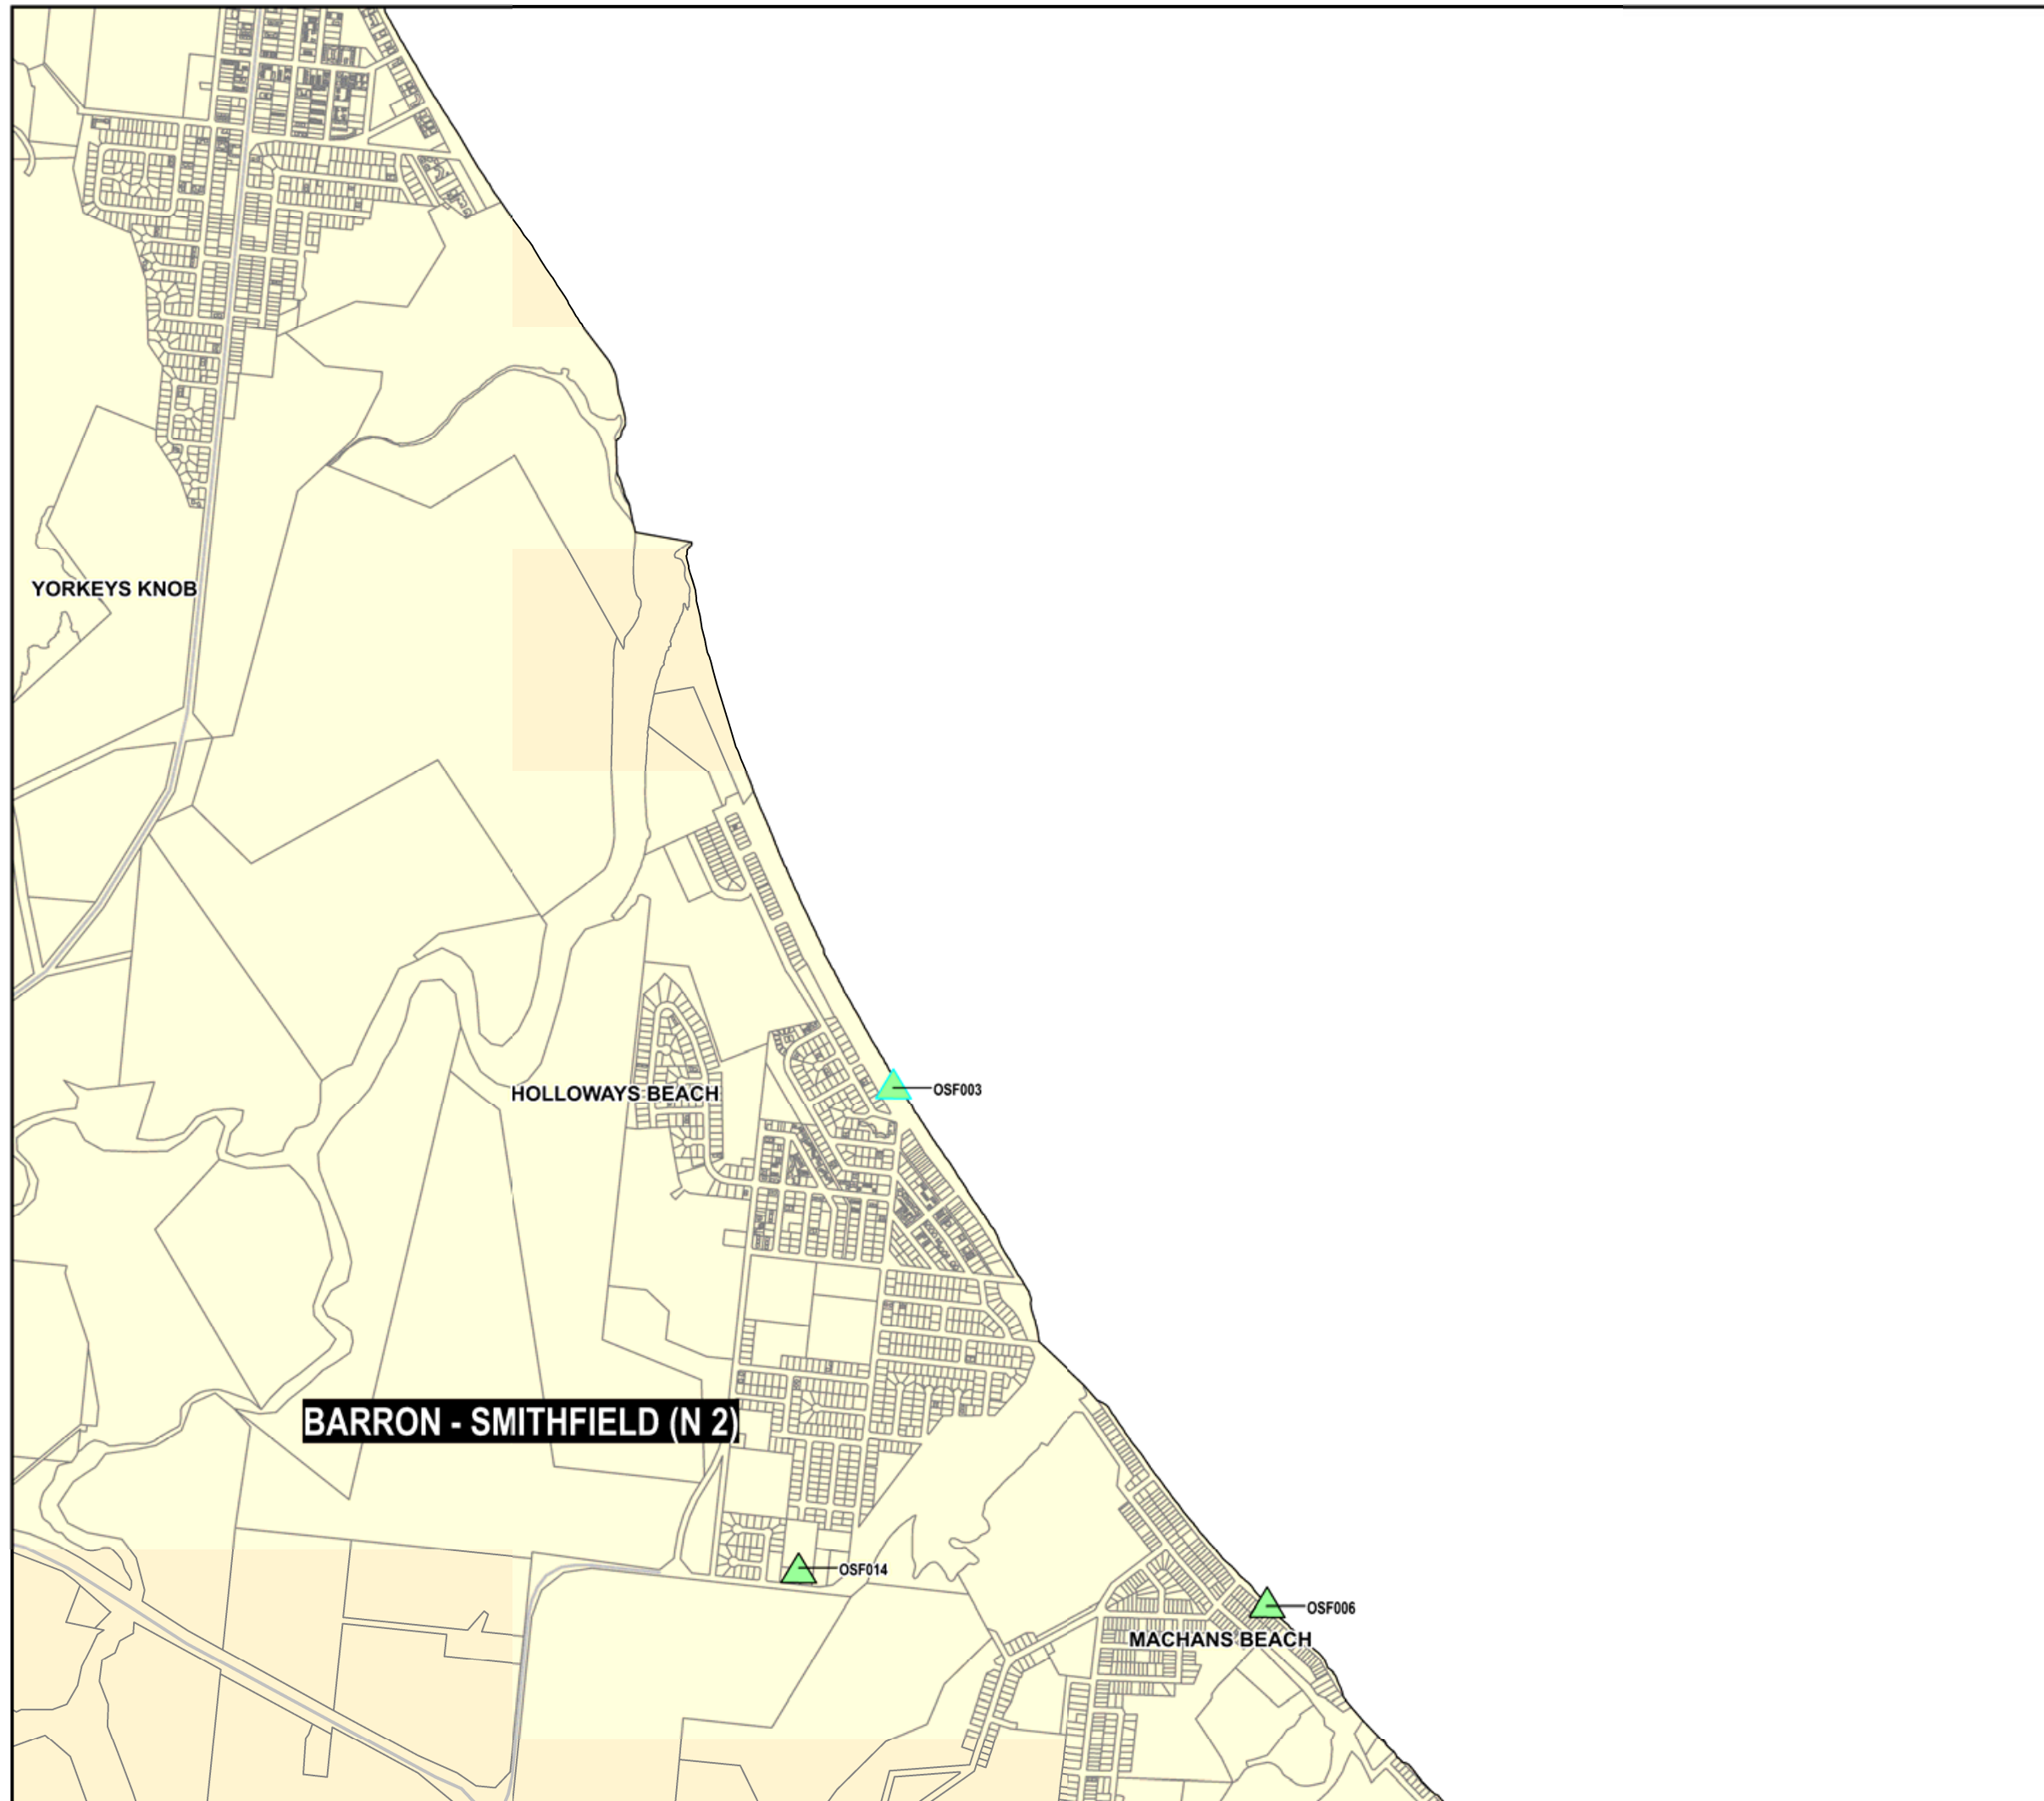 YORKEYS KNOB
HOLLOWAYS BEACH
OSF003
BARRON - SMITHFIELD (N 2)
OSF014
OSF006
MACHANS BEACH